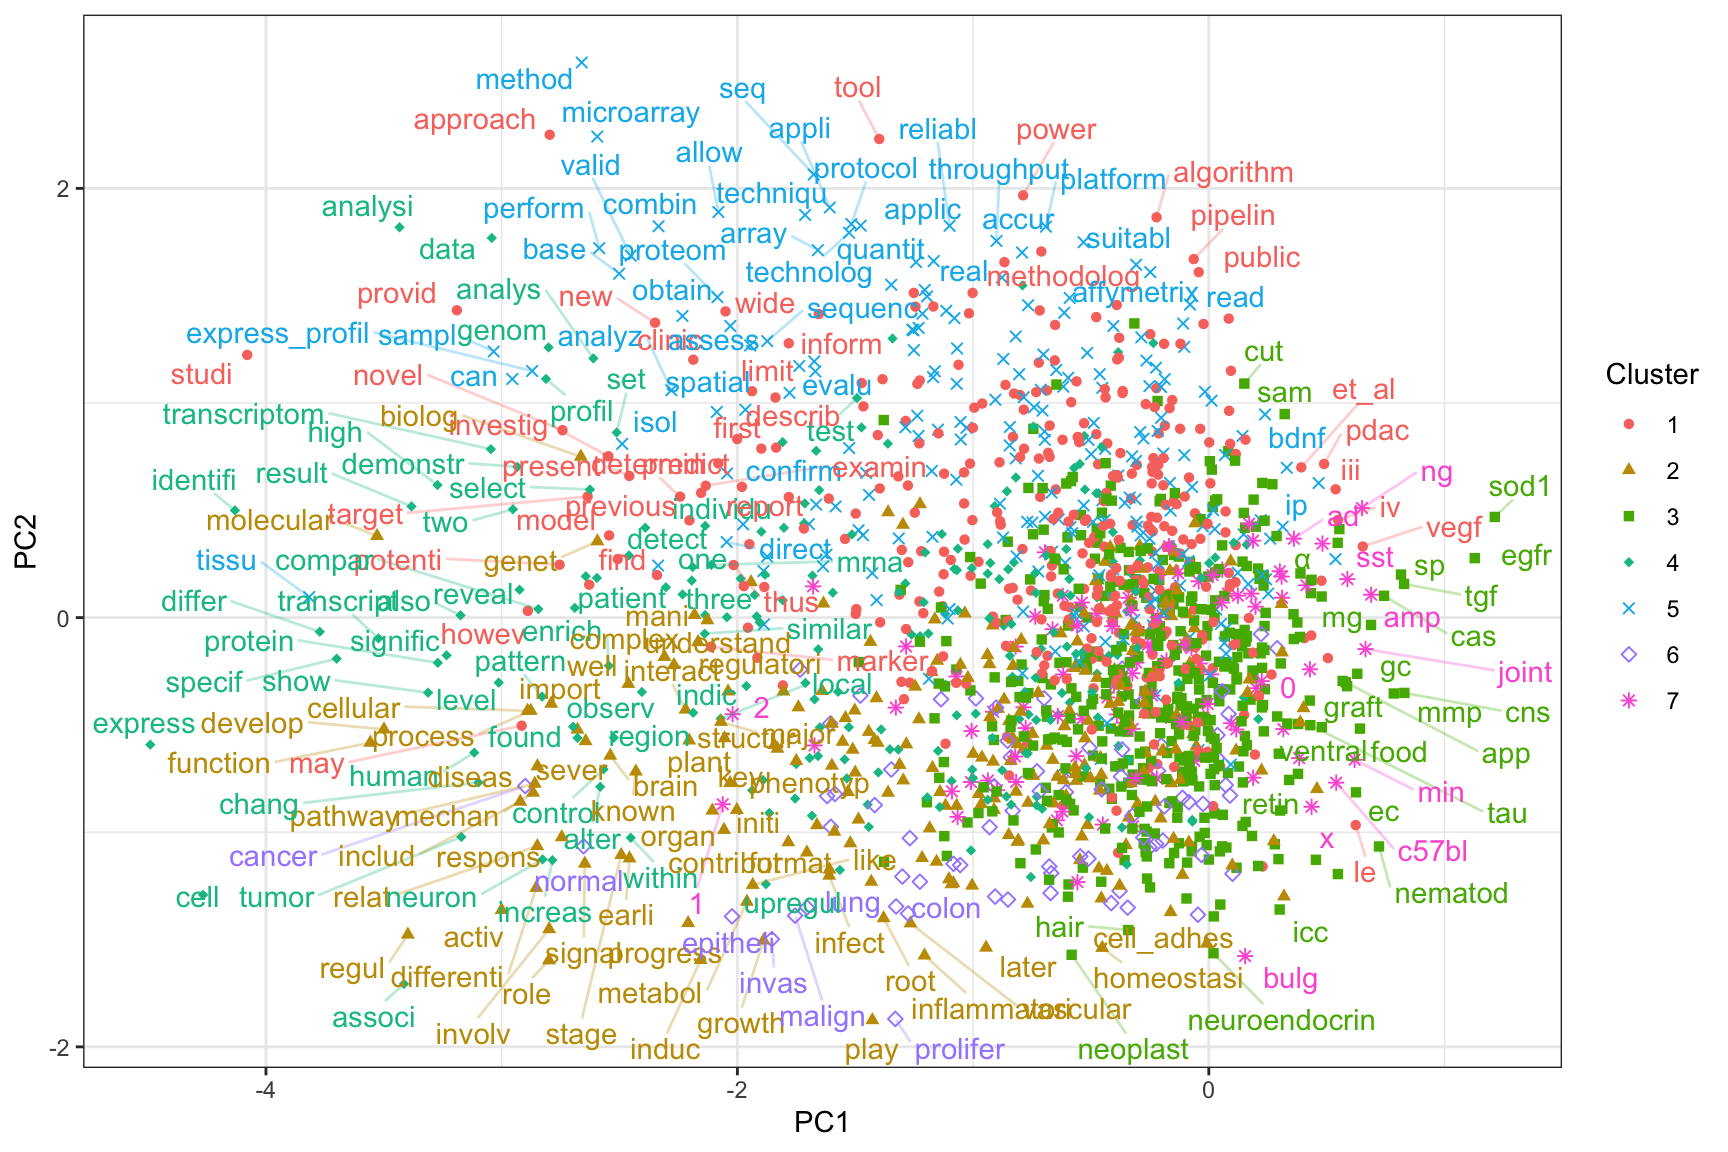 method
seq
tool
approach
microarray
appli
reliabl
power
valid
allow
protocol
throughput
platform
algorithm
analysi
perform
combin
techniqu
applic
accur
pipelin
data
base
proteom
array
quantit
suitabl
public
provid
analys
new
obtain
technolog
real
methodolog
affymetrix
read
wide
sequenc
express_profil
sampl
genom
analyz
clinic
assess
inform
cut
studi
novel
can
set
spatial
limit
evalu
sam
et_al
transcriptom
high
biolog
investig
profil
isol
first
describ
test
bdnf
pdac
identifi
result
demonstr
present
determin
predict
confirm
examin
iii
ng
select
sod1
molecular
target
two
model
previous
individu
report
ip
ad
iv
vegf
tissu
compar
potenti
genet
find
detect
one
direct
mrna
α
sst
sp
egfr
differ
transcript
also
reveal
patient
three
thus
tgf
protein
signific
howev
enrich
mani
complex
understand
similar
mg
amp
cas
specif
show
pattern
well
interact
regulatori
marker
gc
joint
level
import
indic
local
0
express
develop
cellular
observ
2
graft
mmp
cns
function
may
process
found
region
structur
major
ventral
food
app
chang
human
diseas
sever
brain
plant
key
phenotyp
min
pathway
mechan
control
known
initi
retin
ec
tau
cancer
includ
respons
alter
organ
contribut
format
like
x
le
c57bl
cell
tumor
relat
neuron
normal
within
1
upregul
lung
colon
nematod
increas
earli
hair
cell_adhes
icc
activ
signal
progress
epitheli
infect
regul
differenti
role
metabol
invas
root
later
homeostasi
bulg
associ
involv
stage
induc
growth
malign
play
inflammatori
vascular
prolifer
neoplast
neuroendocrin
2
0
-2
-4
-2
0
PC1
PC2
Cluster
1
2
3
4
5
6
7